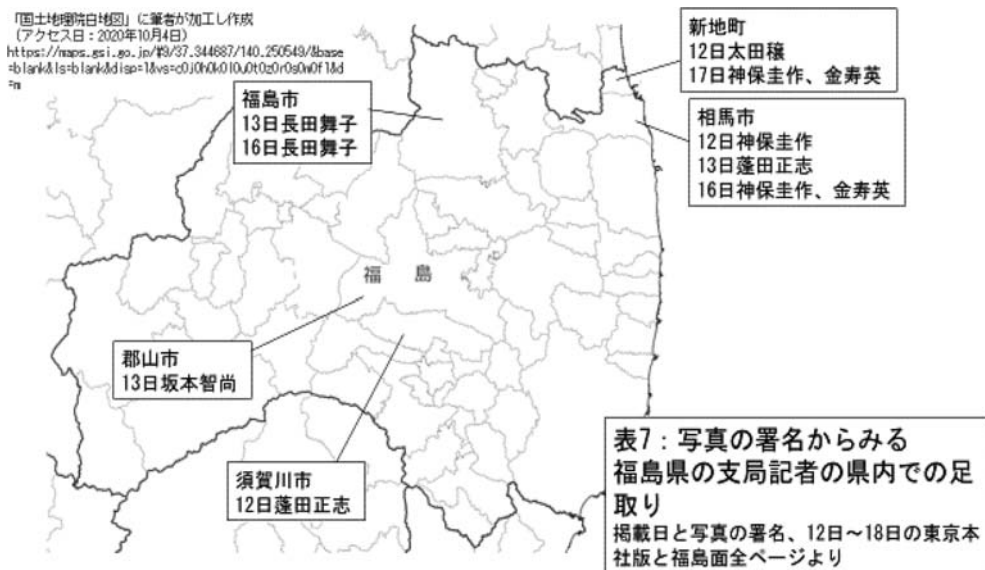 「国土地理院白地図」に筆者が加工し作成
(アクセス日：2020年10月4日)
https://maps.gsi.go.jp/#9/37.344687/140.250549/&base
=blank&ls=blank&disp=1&vs=c0j0h0k0l0u0t0z0r0s0m0f1&d
=m
新地町
12日太田穣
17日神保圭作、金寿英
福島市
13日長田舞子
16日長田舞子
相馬市
12日神保圭作
13日蓬田正志
16日神保圭作、金寿英
福島
郡山市
13日坂本智尚
須賀川市
12日蓬田正志
表7：写真の署名からみる
福島県の支局記者の県内での足
取り
掲載日と写真の署名、12日～18日の東京本
社版と福島面全ページより